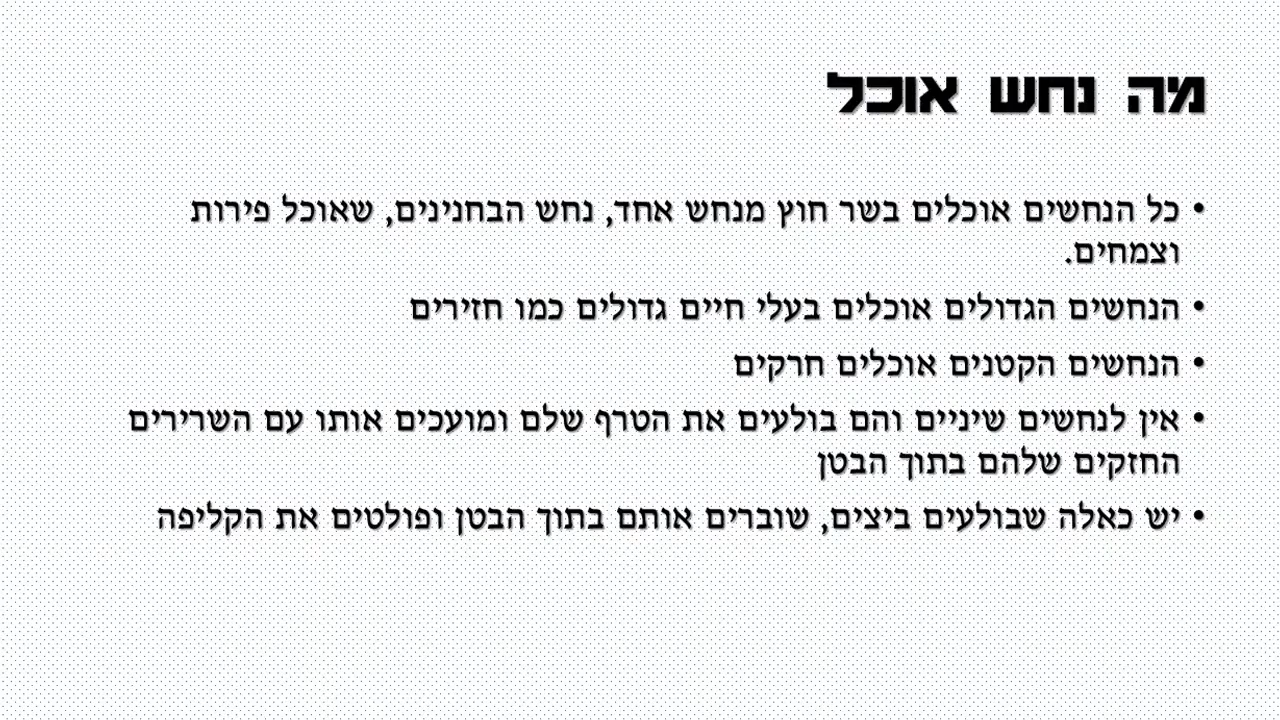 מה נחש אוכל
• כל הנחשים אוכלים בשר חוץ מנחש אחד, נחש הבחנינים, שאוכל פירות
וצמחים.
• הנחשים הגדולים אוכלים בעלי חיים גדולים כמו חזירים
• הנחשים הקטנים אוכלים חרקים
• אין לנחשים שיניים והם בולעים את הטרף שלם ומועכים אותו עם השרירים
החזקים שלהם בתוך הבטן
• יש כאלה שבולעים ביצים, שוברים אותם בתוך הבטן ופולטים את הקליפה